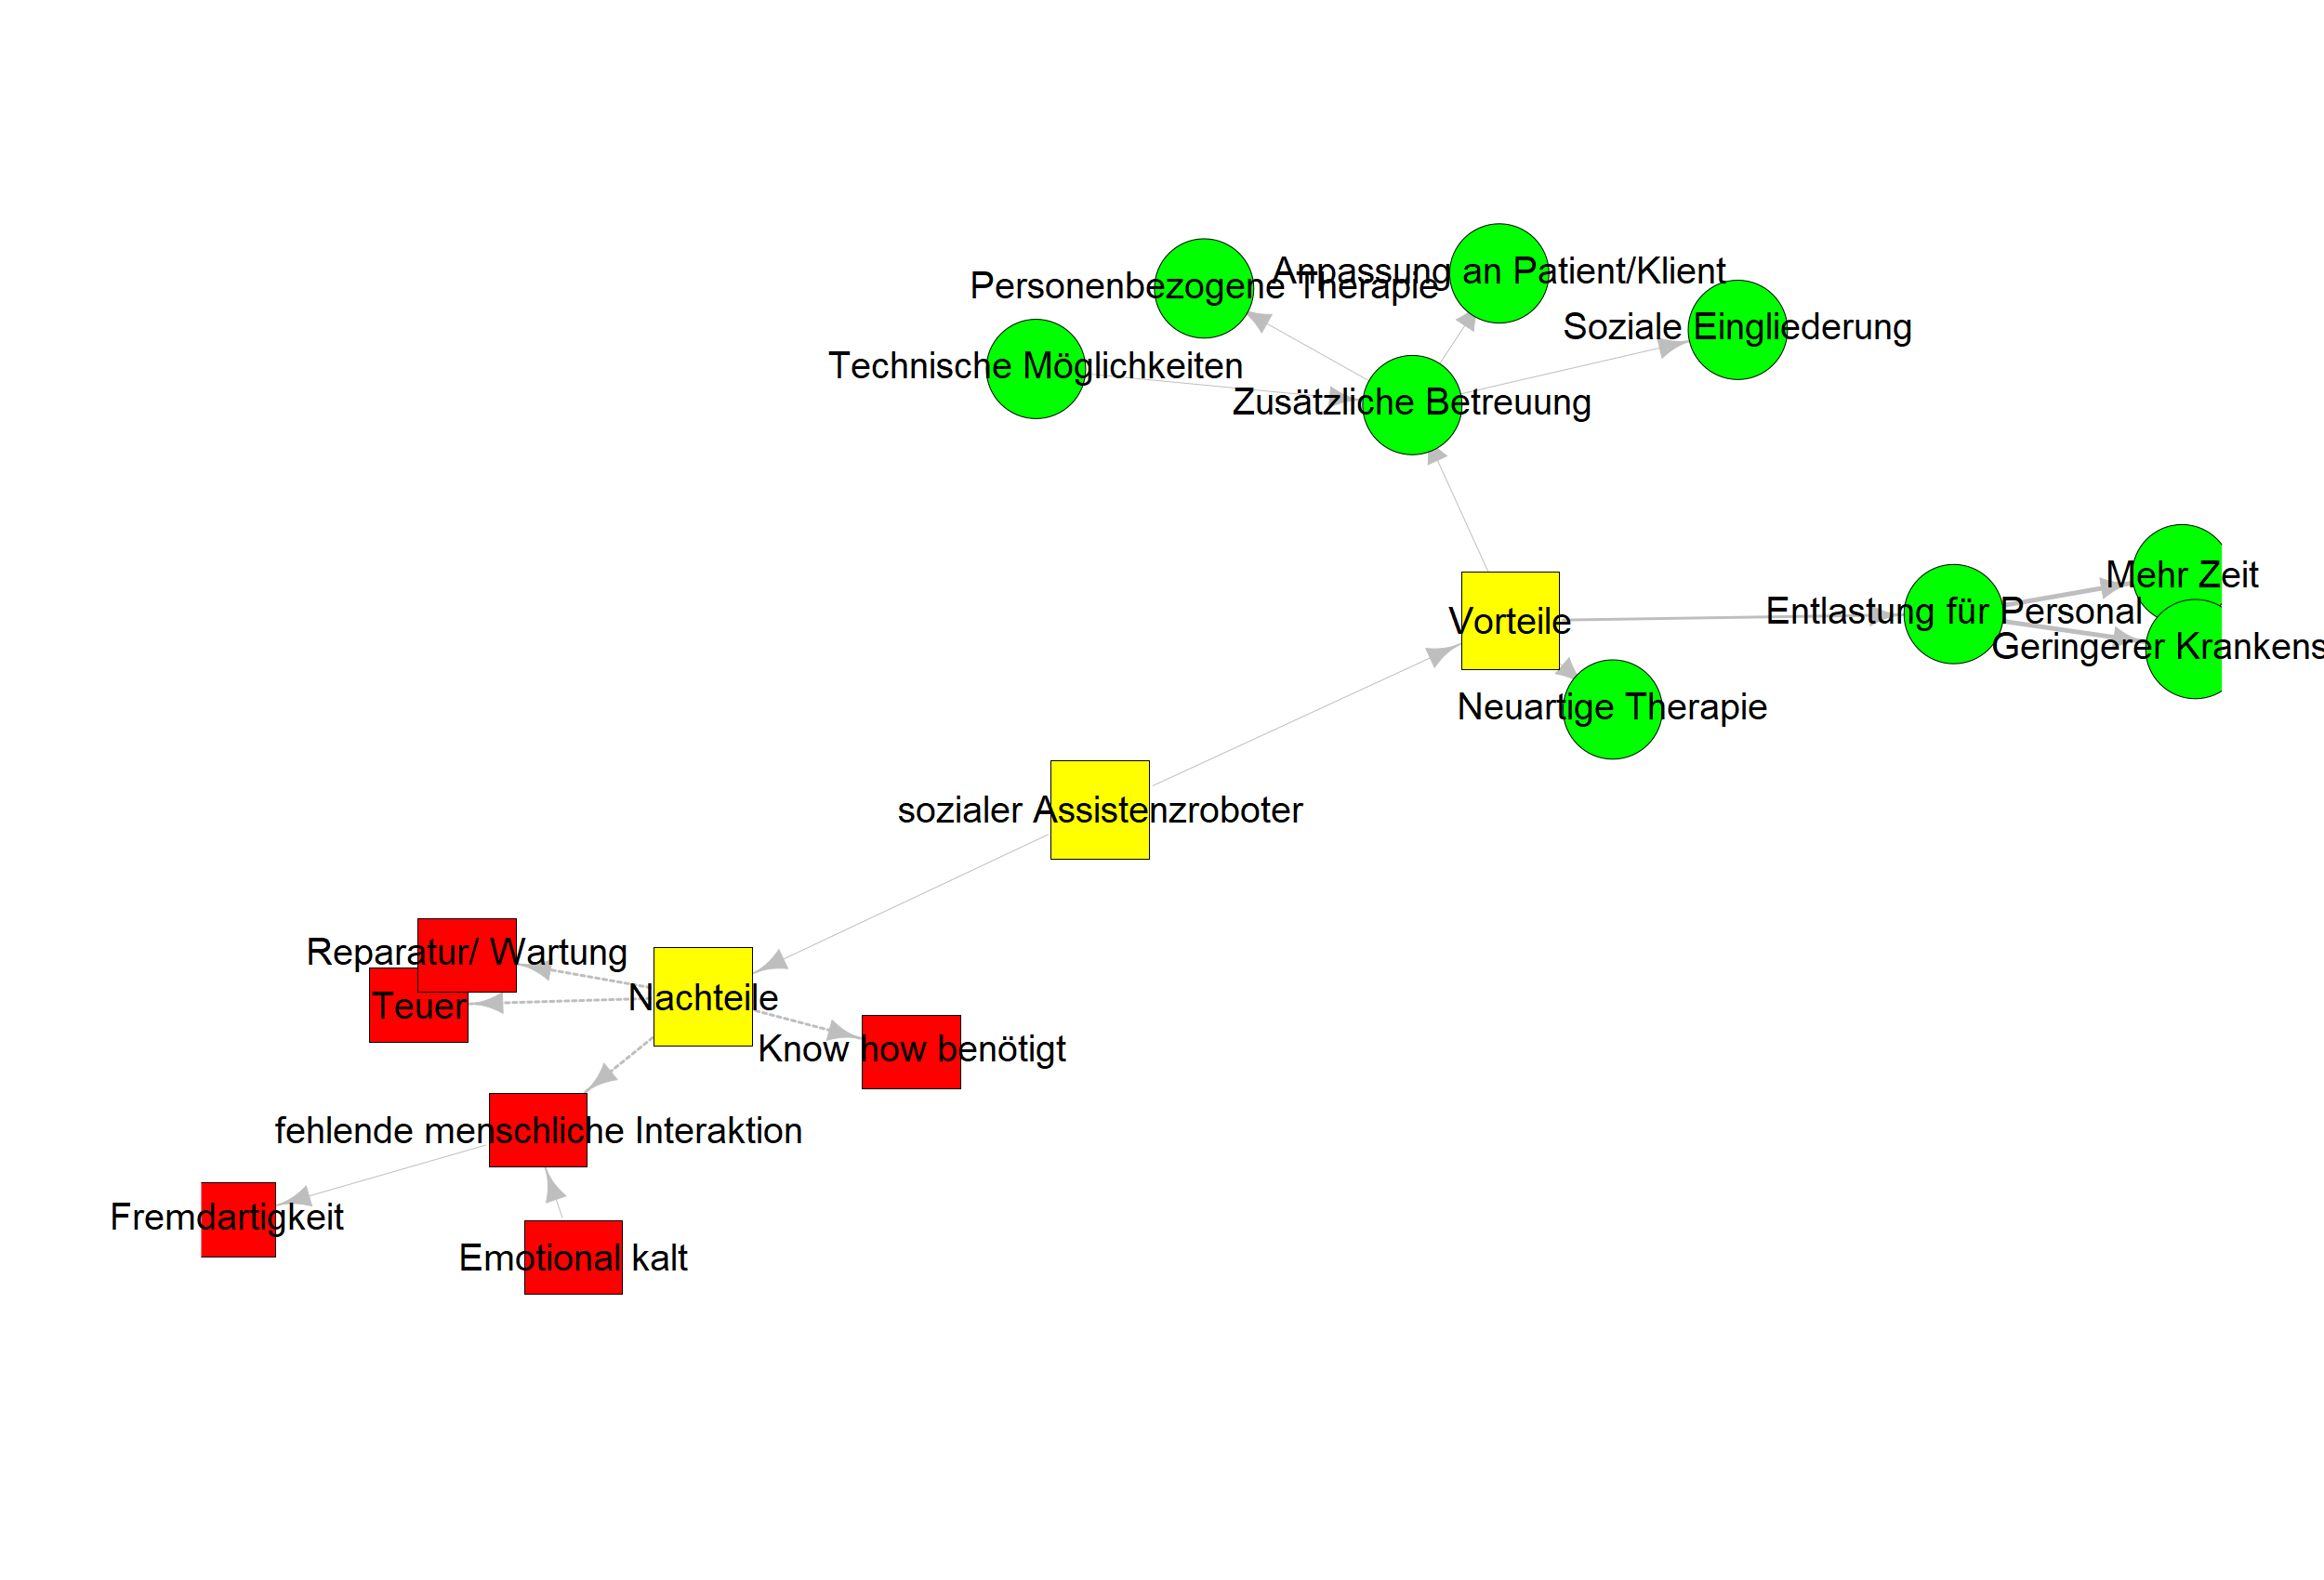 Anpassung an Patient/Klient
Personenbezogene Therapie
Soziale Eingliederung
Technische Möglichkeiten
Zusätzliche Betreuung
Mehr Zeit
Entlastung für Personal
Vorteile
Geringerer Krankens
Neuartige Therapie
sozialer Assistenzroboter
Reparatur/ Wartung
Nachteile
Teuer
Know how benötigt
fehlende menschliche Interaktion
Fremdartigkeit
Emotional kalt